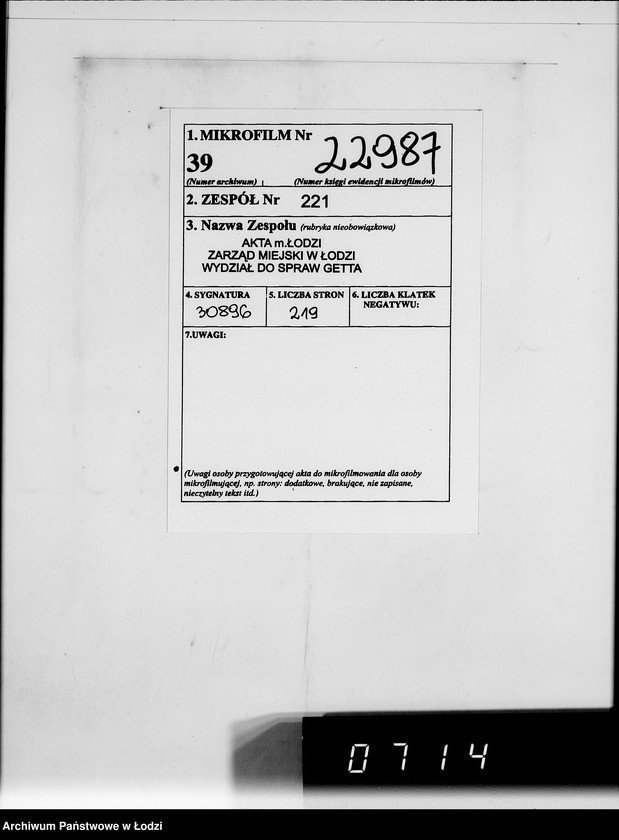 1. MIKROFILM Nr
39
22987
(Numer archiwum)
(Numer księgi ewidencji mikrofilmów)
2. ZESPÓŁ Nr 221
3. Nazwa Zespołu (rubryka nieobowiązkowa)
AKTA m.ŁODZI
ZARZĄD MIEJSKI W ŁODZI
WYDZIAŁ DO SPRAW GETTA
4. SYGNATURA
30896
5. LICZBA STRON
219
6. LICZBA KLATEK
NEGATYWU:
7.UWAGI:
(Uwagi osoby przygotowującej akta do mikrofilmowania dla osoby
mikrofilmującej, np. strony: dodatkowe, brakujące, nie zapisane,
nieczytelny tekst itd.)
0714
Archiwum Państwowe w Łodzi